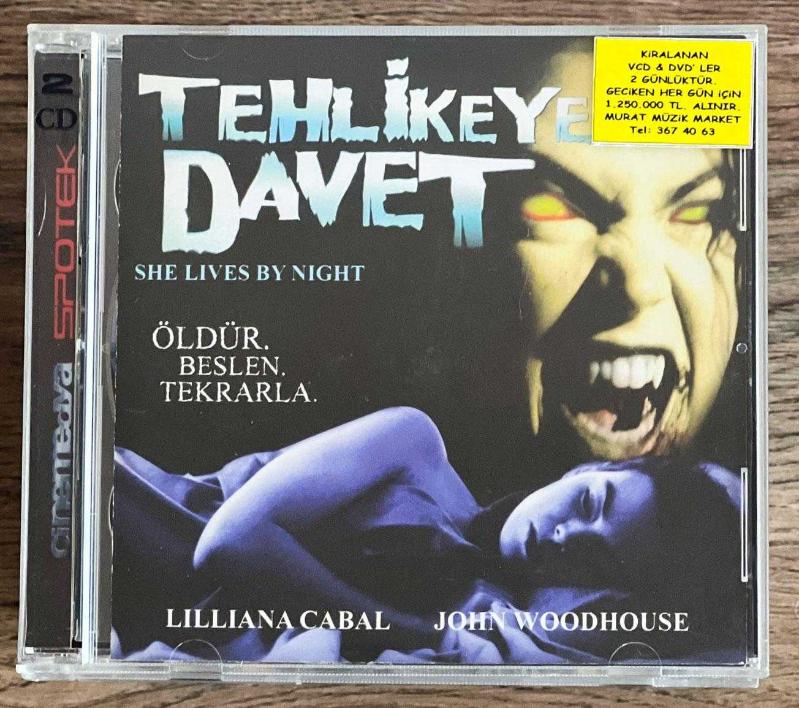 2
CD
SPOTEK
cinemedya
TEHLİKEYE
DAVET
KİRALANAN
VCD & DVD' LER
2 GÜNLÜKTÜR.
GECİKEN HER GÜN İÇİN
1.250.000 TL. ALINIR.
MURAT MÜZİK MARKET
Tel: 367 40 63
SHE LIVES BY NIGHT
ÖLDÜR.
BESLEN.
TEKRARLA.
LILLIANA CABAL JOHN WOODHOUSE